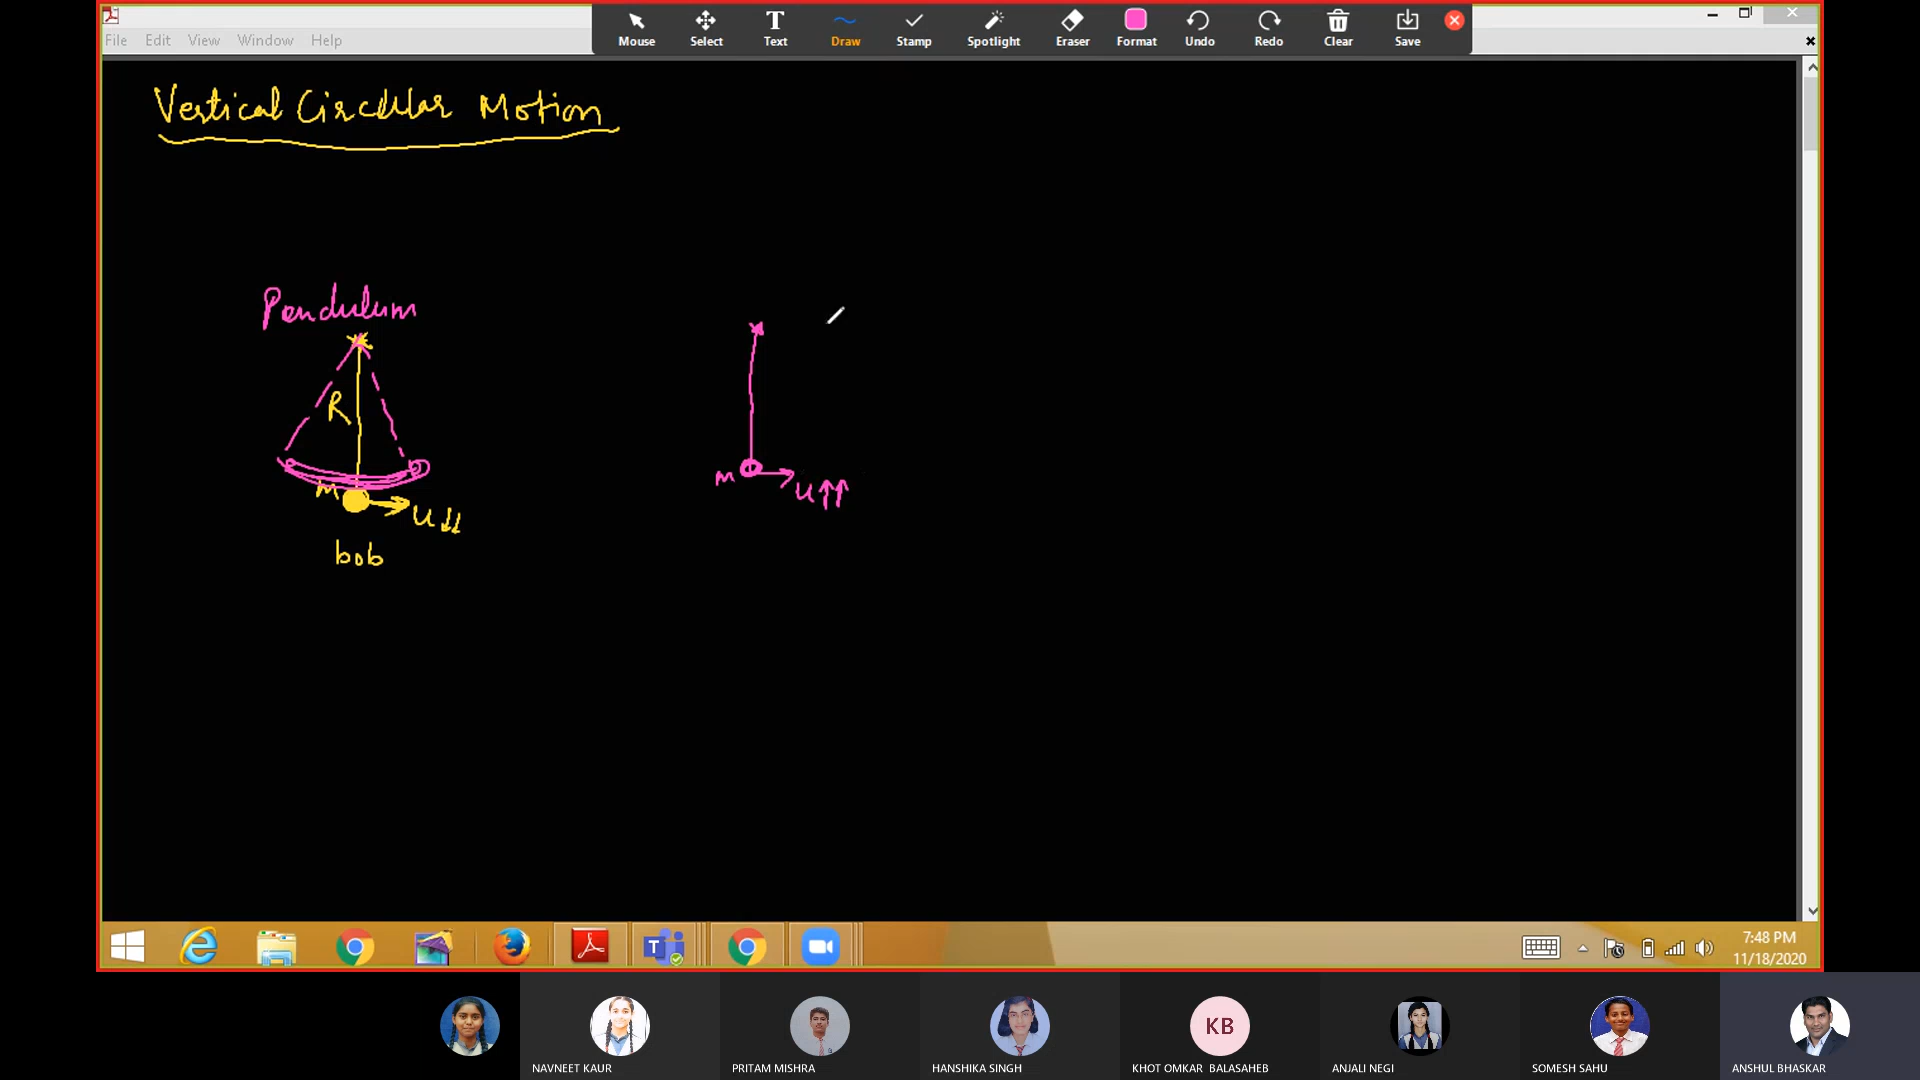 Mouse Select Text Draw Stamp Spotlight Eraser Format Undo Redo Clear Save
File Edit View Window Help
Vertical Circular Motion
Pendulum
R
m
u↓↓
bob
m
u↑↑
7:48 PM
11/18/2020
KB
NAVNEET KAUR
PRITAM MISHRA
HANSHIKA SINGH
KHOT OMKAR BALASAHEB
ANJALI NEGI
SOMESH SAHU
ANSHUL BHASKAR